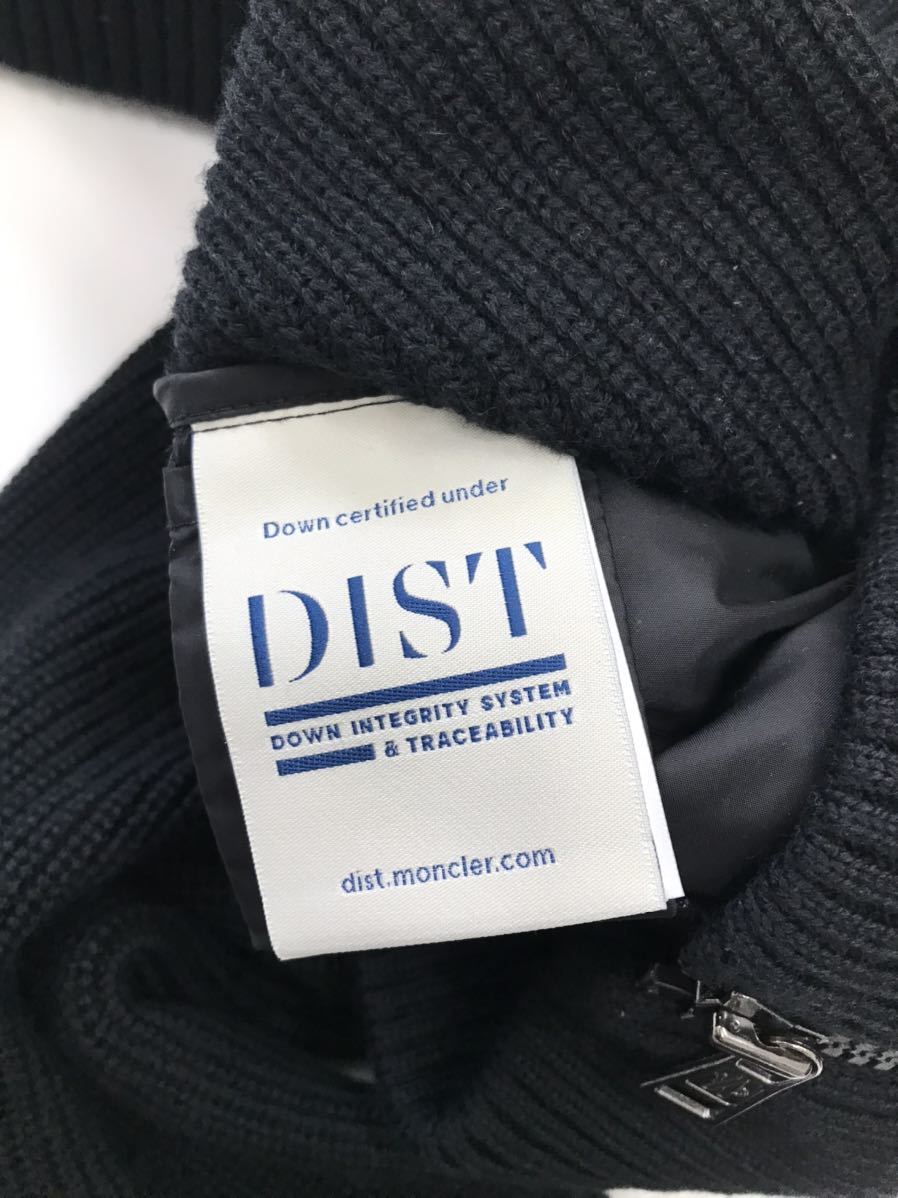 Down certified under
DIST
DOWN INTEGRITY SYSTEM
& TRACEABILITY
dist.moncler.com